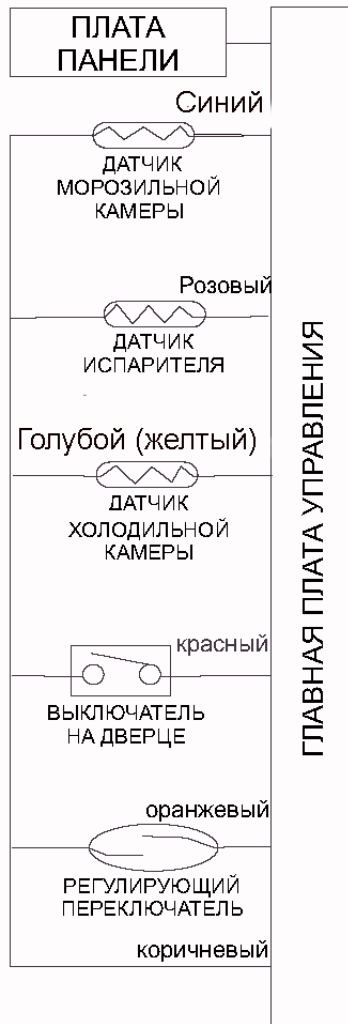 ПЛАТА
ПАНЕЛИ
Синий
ДАТЧИК
МОРОЗИЛЬНОЙ
КАМЕРЫ
Розовый
ДАТЧИК
ИСПАРИТЕЛЯ
Голубой (желтый)
ДАТЧИК
ХОЛОДИЛЬНОЙ
КАМЕРЫ
красный
ВЫКЛЮЧАТЕЛЬ
НА ДВЕРЦЕ
оранжевый
РЕГУЛИРУЮЩИЙ
ПЕРЕКЛЮЧАТЕЛЬ
коричневый
ГЛАВНАЯ ПЛАТА УПРАВЛЕНИЯ